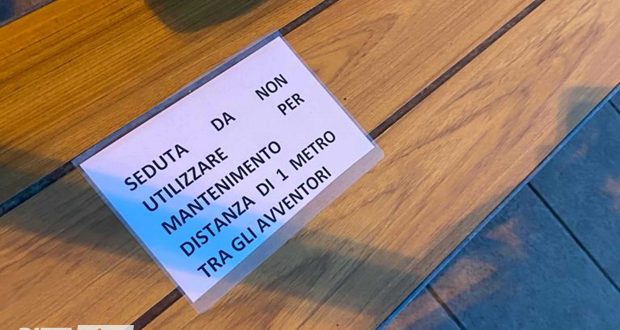 SEDUTA DA NON
UTILIZZARE PER
MANTENIMENTO
DISTANZA DI 1 METRO
TRA GLI AVVENTORI